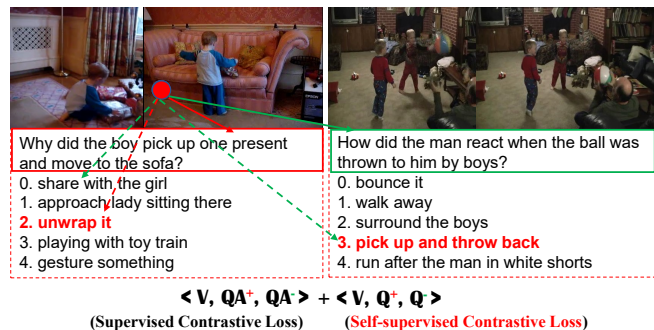 Why did the boy pick up one present
and move to the sofa?
0. share with the girl
1. approach lady sitting there
2. unwrap it
3. playing with toy train
4. gesture something
How did the man react when the ball was
thrown to him by boys?
0. bounce it
1. walk away
2. surround the boys
3. pick up and throw back
4. run after the man in white shorts
< V, QA+, QA-> + < V, Q+, Q->
(Supervised Contrastive Loss) (Self-supervised Contrastive Loss)